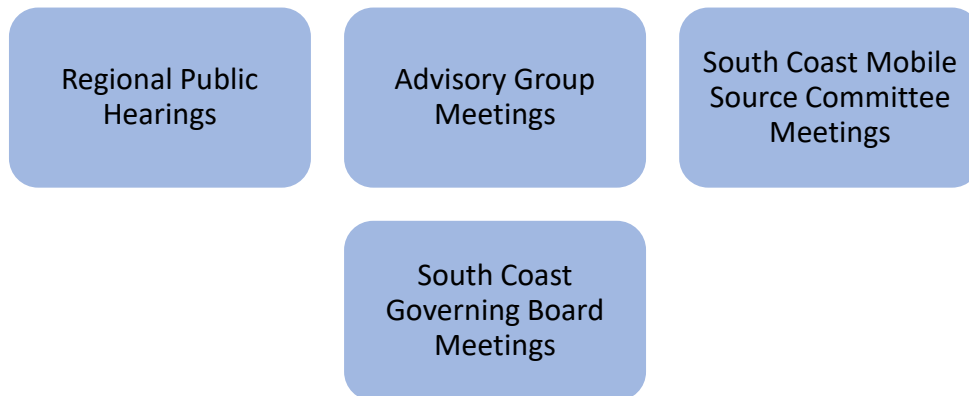 Regional Public
Hearings
Advisory Group
Meetings
South Coast Mobile
Source Committee
Meetings
South Coast
Governing Board
Meetings